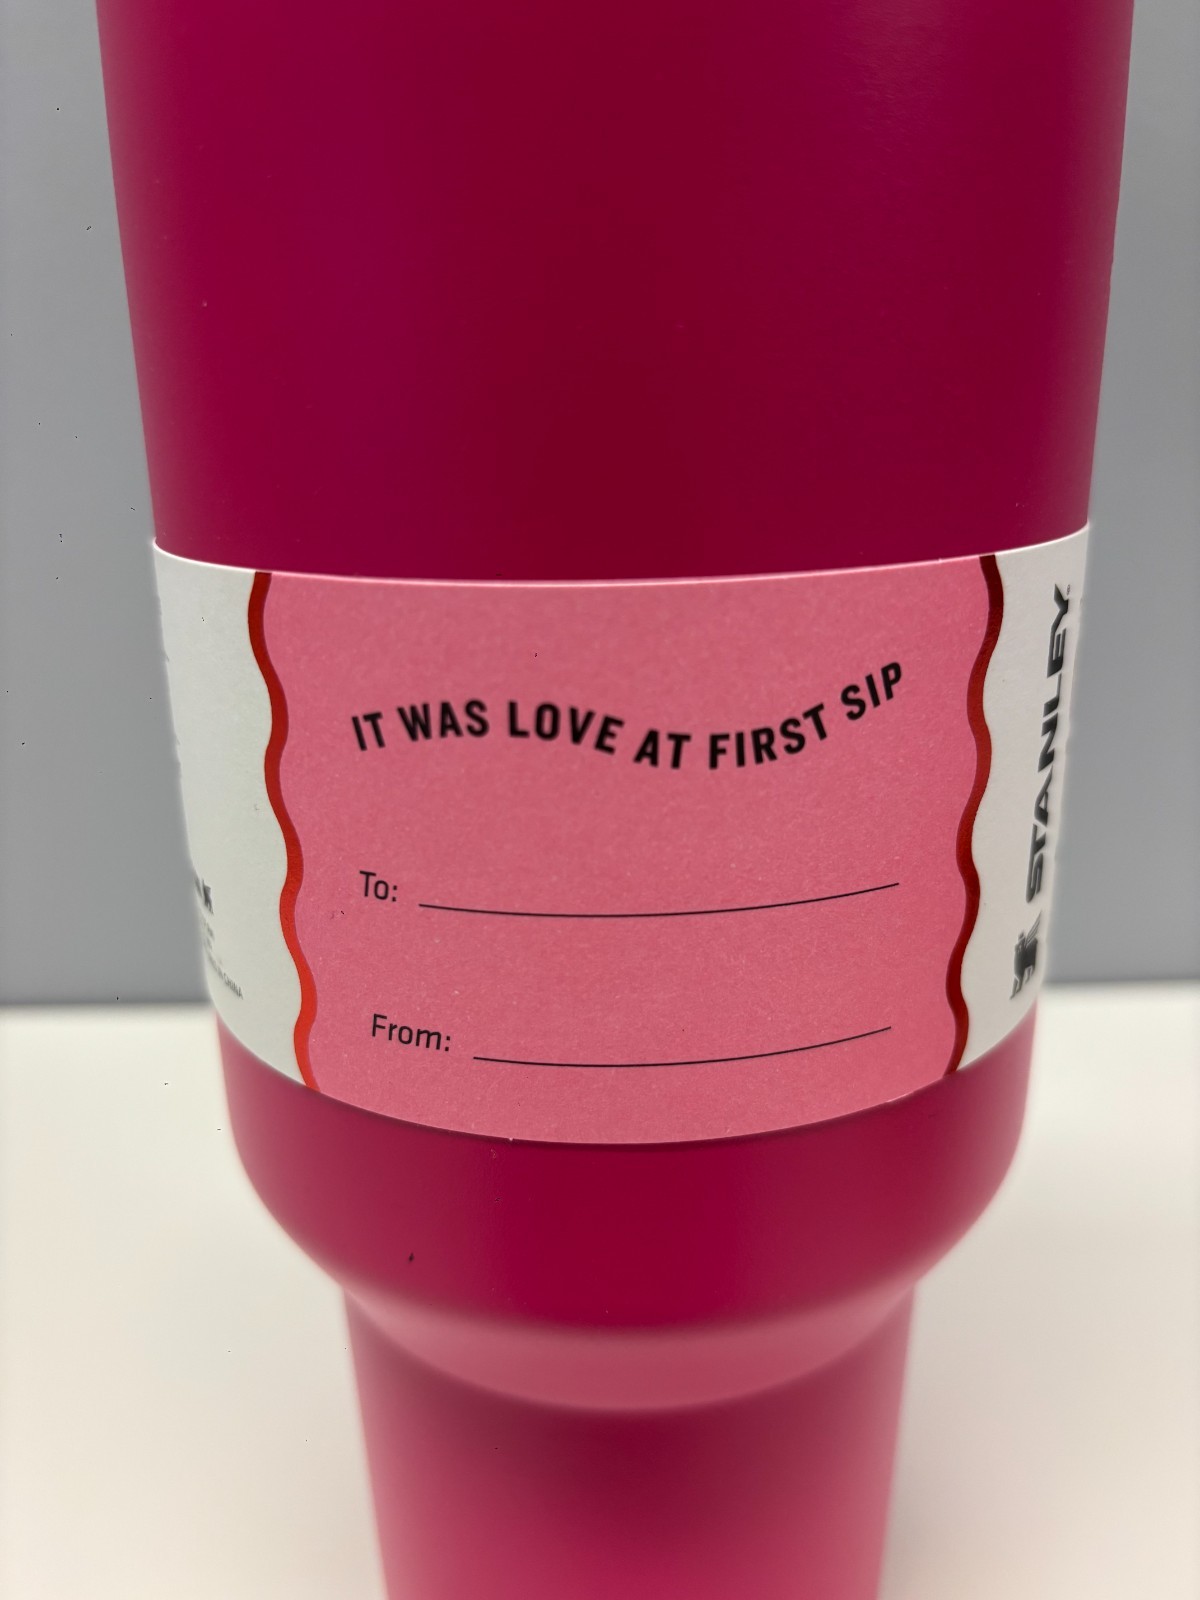 IT WAS LOVE AT FIRST SIP
To:
From:
STANLEY